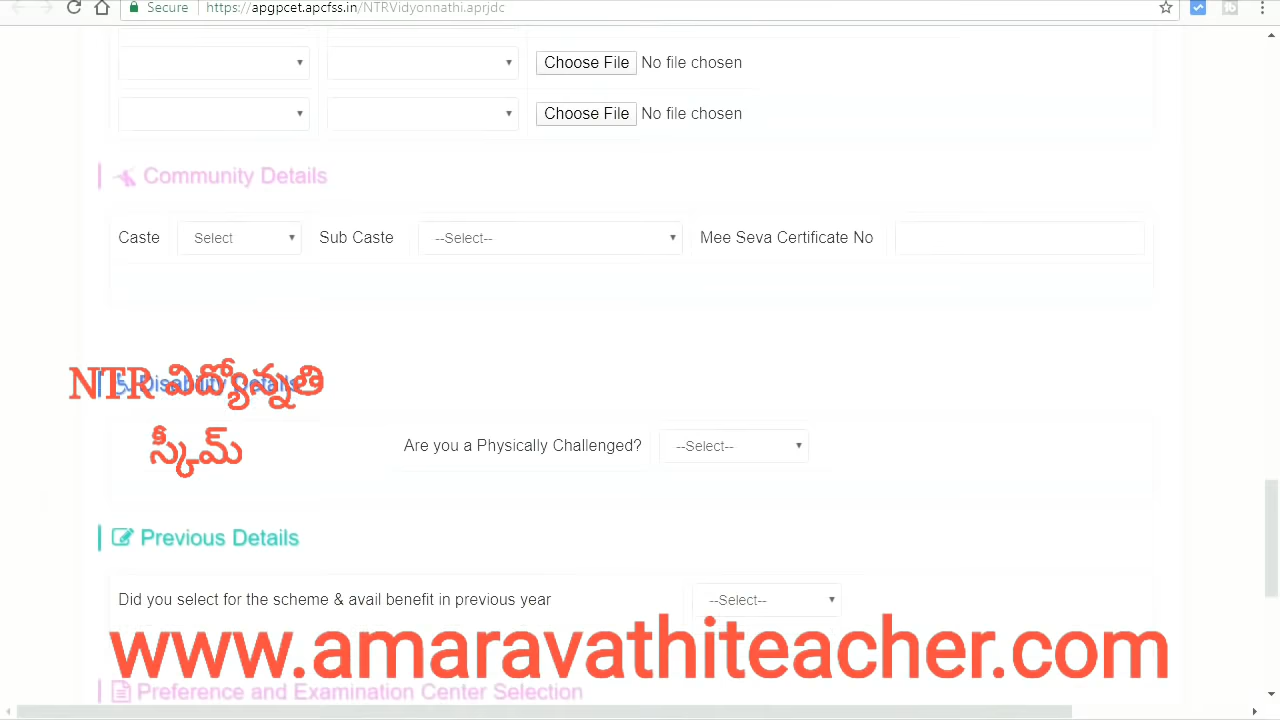 Secure https://apgpcet.apcfss.in/NTRVidyonnathi.aprjdc
Choose File No file chosen
Choose File No file chosen
Community Details
Caste Select Sub Caste --Select-- Mee Seva Certificate No
Disability Details
NTR విద్యోన్నతి
స్కీమ్
Are you a Physically Challenged? --Select--
Previous Details
Did you select for the scheme & avail benefit in previous year --Select--
www.amaravathiteacher.com
Preference and Examination Center Selection